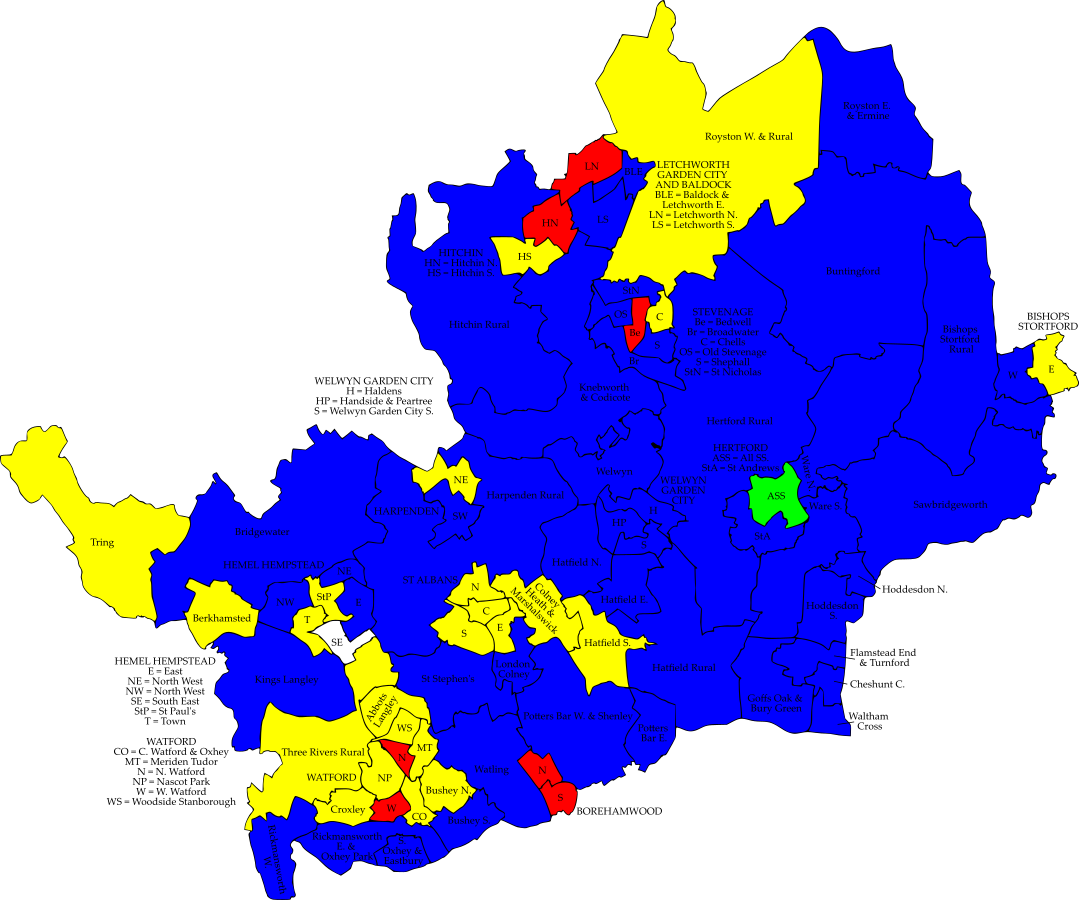 Royston E.
& Ermine
Royston W. & Rural
LN
BLE
LETCHWORTH
GARDEN CITY
AND BALDOCK
BLE = Baldock &
Letchworth E.
LN = Letchworth N.
LS = Letchworth S.
LS
HN
HS
HITCHIN
HN = Hitchin N.
HS = Hitchin S.
Buntingford
StN
OS
Be
C
S
Br
STEVENAGE
Be = Bedwell
Br = Broadwater
C = Chells
OS = Old Stevenage
S = Shephall
StN = St Nicholas
Hitchin Rural
Bishops
Stortford
Rural
BISHOPS
STORTFORD
W
E
WELWYN GARDEN CITY
H = Haldens
HP = Handside & Peartree
S = Welwyn Garden City S.
Knebworth
& Codicote
Hertford Rural
HERTFORD
ASS = All SS
StA = St Andrews
Welwyn
WELWYN
GARDEN
CITY
NE
Harpenden Rural
HARPENDEN
SW
ASS
StA
Ware S.
Sawbridgeworth
H
HP
S
Tring
Bridgewater
HEMEL HEMPSTEAD
NE
NW
StP
E
T
SE
ST ALBANS
N
C
S
E
Colney
Heath &
Marshalswick
Hatfield N.
Hatfield E.
Hatfield S.
Hatfield Rural
Hoddesdon N.
Hoddesdon
S.
Berkhamsted
Flamstead End
& Turnford
Cheshunt C.
Waltham
Cross
Goffs Oak &
Bury Green
HEMEL HEMPSTEAD
E = East
NE = North West
NW = North West
SE = South East
StP = St Paul's
T = Town
Kings Langley
St Stephens
London
Colney
Abbots
Langley
Potters Bar W. & Shenley
Potters
Bar E.
WATFORD
CO = C. Watford & Oxhey
MT = Meriden Tudor
N = N. Watford
NP = Nascot Park
W = W. Watford
WS = Woodside Stanborough
Three Rivers Rural
WATFORD
WS
MT
N
NP
W
CO
Croxley
Bushey N.
Bushey S.
Watling
N
S
BOREHAMWOOD
Rickmansworth
E. &
Oxhey Park
S.
Oxhey &
Eastbury
Rickmansworth W.